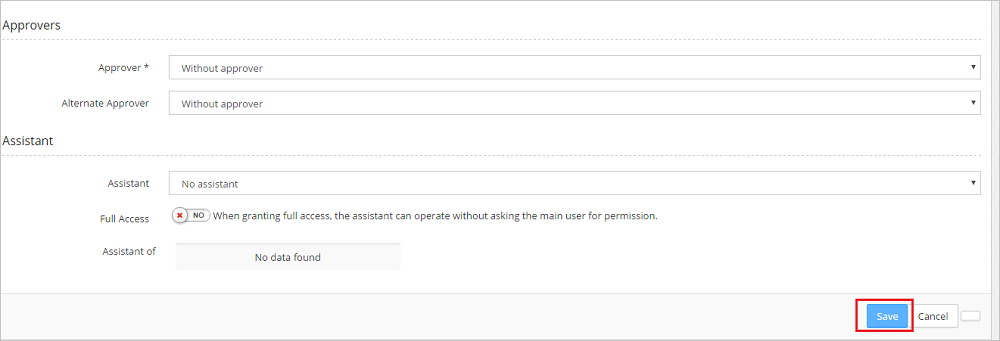 Approvers
Approver *
Without approver
Alternate Approver
Without approver
Assistant
Assistant
No assistant
Full Access
NO
When granting full access, the assistant can operate without asking the main user for permission.
Assistant of
No data found
Save
Cancel